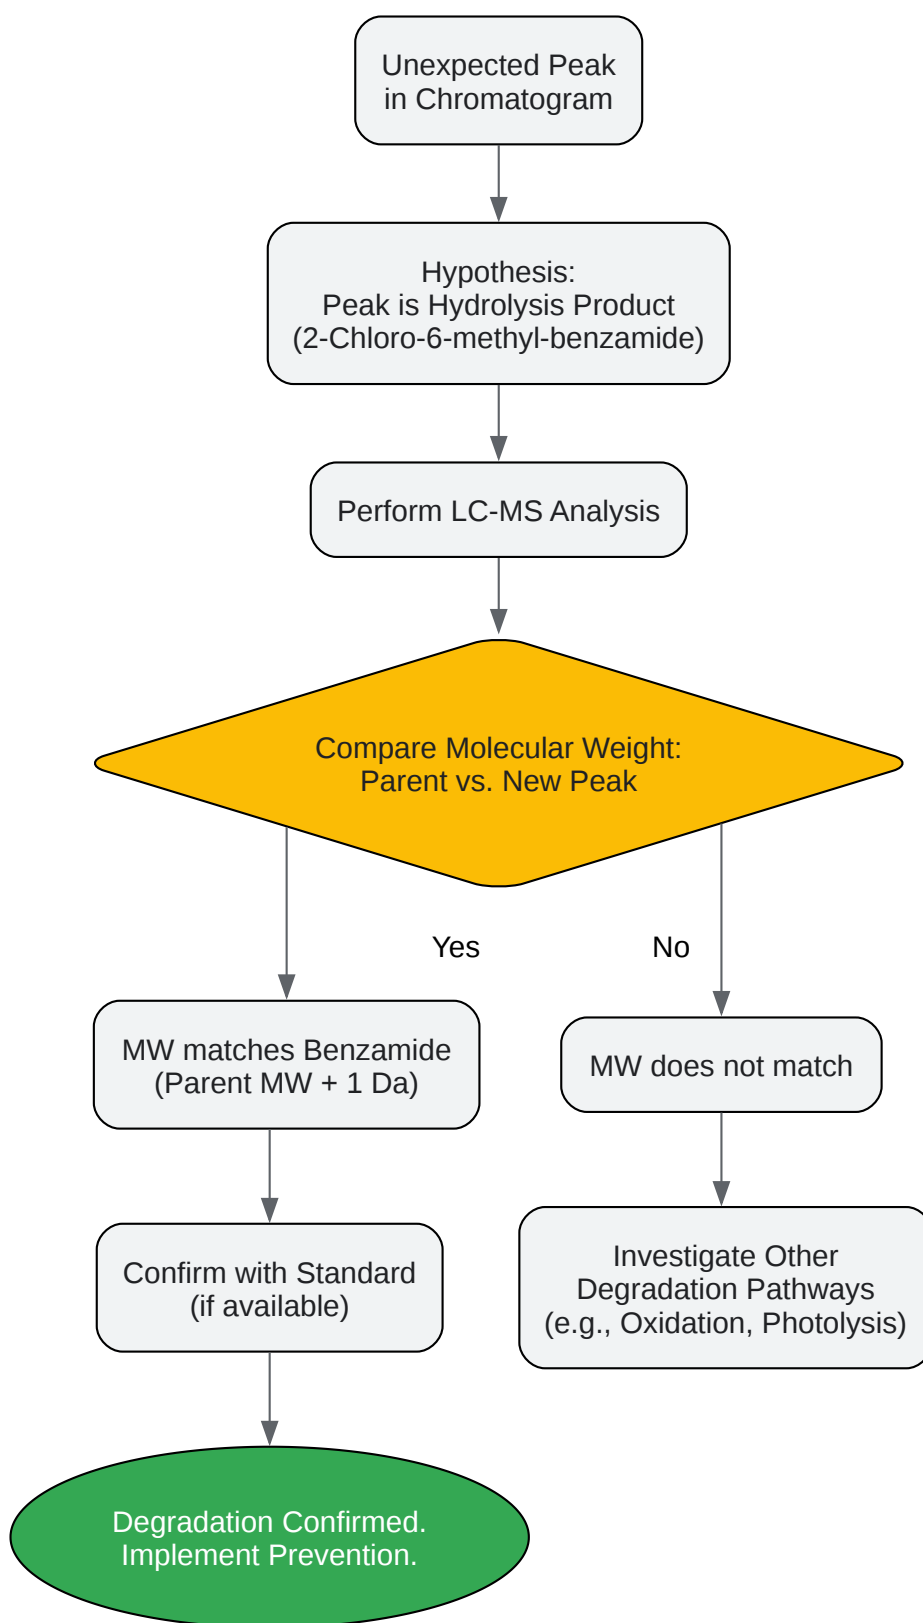 Unexpected Peak
in Chromatogram
Hypothesis:
Peak is Hydrolysis Product
(2-Chloro-6-methyl-benzamide)
Perform LC-MS Analysis
Compare Molecular Weight:
Parent vs. New Peak
Yes
No
MW matches Benzamide
(Parent MW + 1 Da)
MW does not match
Confirm with Standard
(if available)
Investigate Other
Degradation Pathways
(e.g., Oxidation, Photolysis)
Degradation Confirmed.
Implement Prevention.